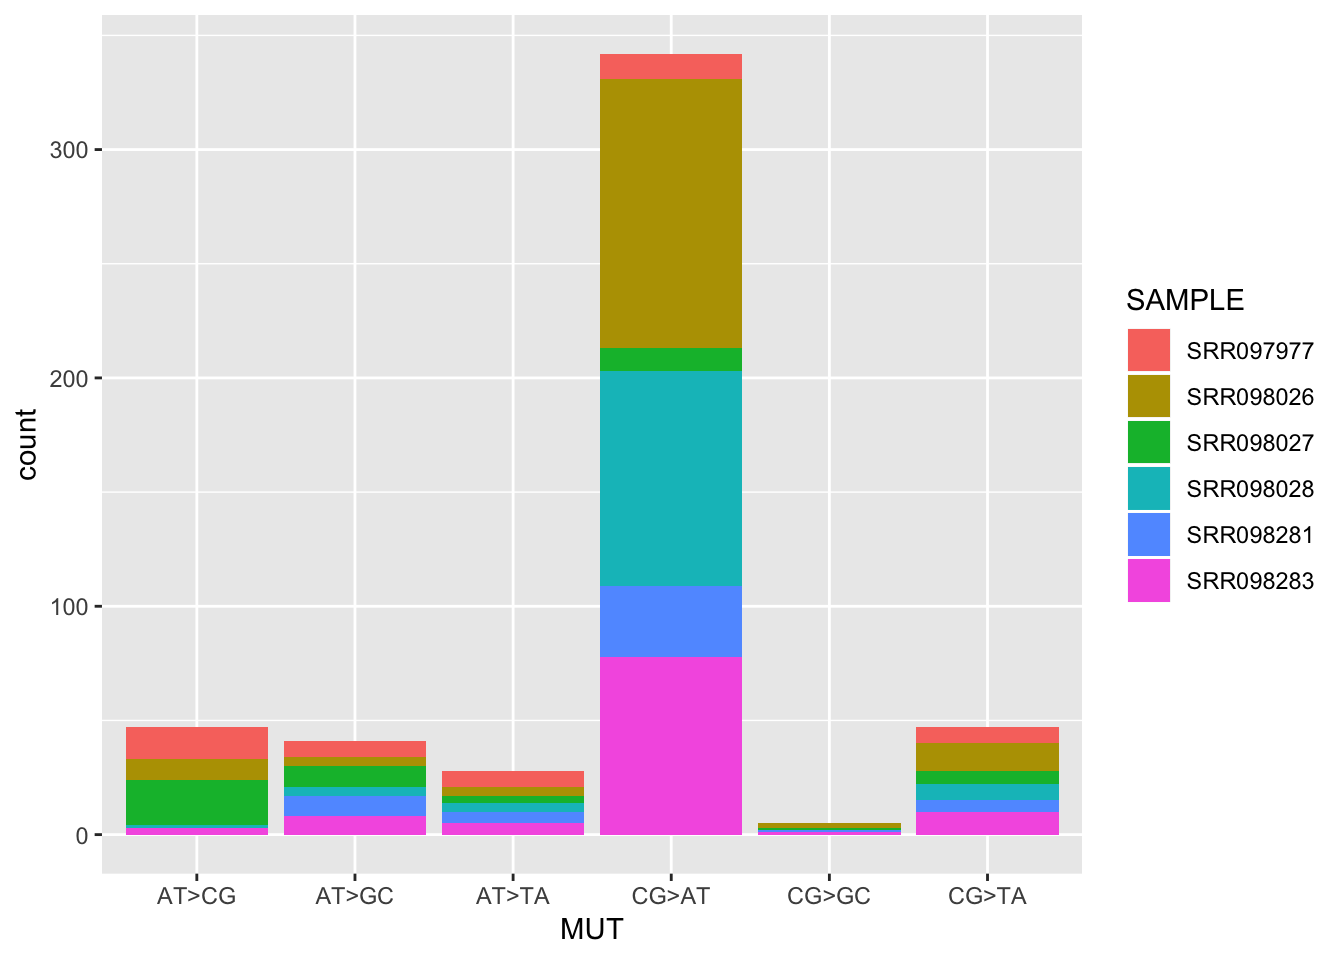 count
300
200
100
0
AT>CG
AT>GC
AT>TA
CG>AT
CG>GC
CG>TA
MUT
SAMPLE
SRR097977
SRR098026
SRR098027
SRR098028
SRR098281
SRR098283